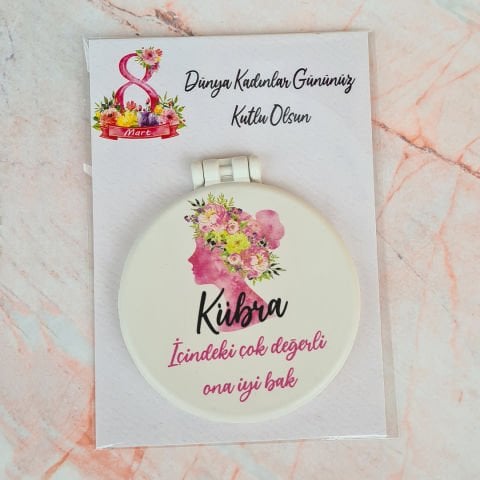 8
Mart
Dünya Kadınlar Gününüz
Kutlu Olsun
Kübra
İçindeki çok değerli
ona iyi bak